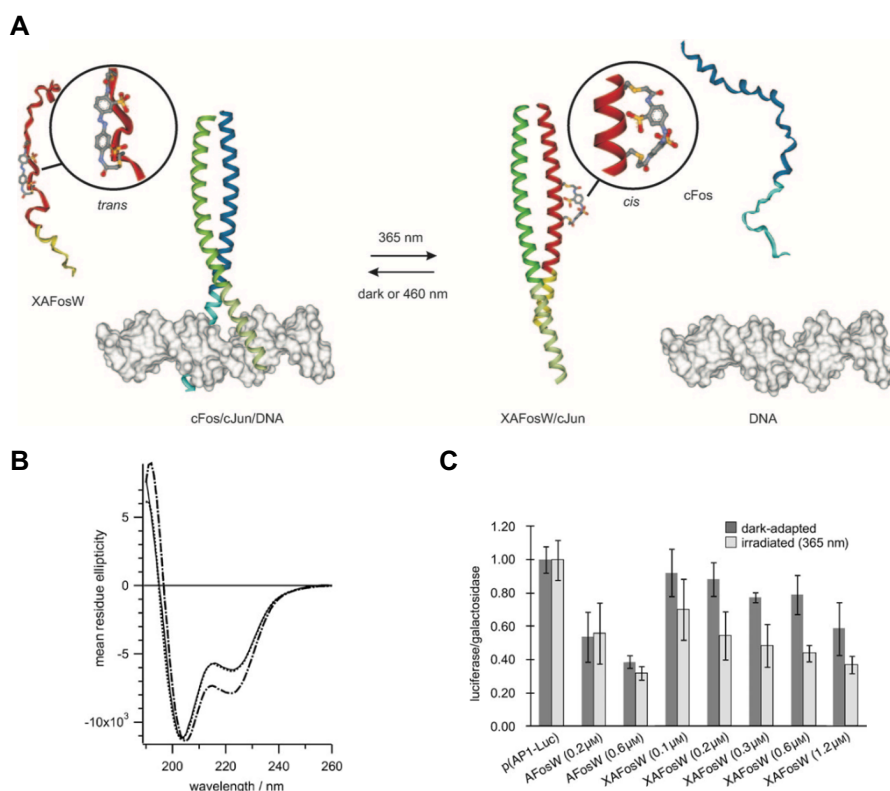 A
trans
XAFosW
cFos/cJun/DNA
365 nm
dark or 460 nm
cis
cFos
XAFosW/cJun
DNA
B
mean residue ellipticity
5
0
-5
-10x10³
200
220
240
260
wavelength / nm
C
luciferase/galactosidase
1.20
1.00
0.80
0.60
0.40
0.20
0.00
dark-adapted
irradiated (365 nm)
p(AP1-Luc)
AFosW (0.2μM)
AFosW (0.6μM)
XAFosW (0.1μM)
XAFosW (0.2μM)
XAFosW (0.3μM)
XAFosW (0.6μM)
XAFosW (1.2μM)